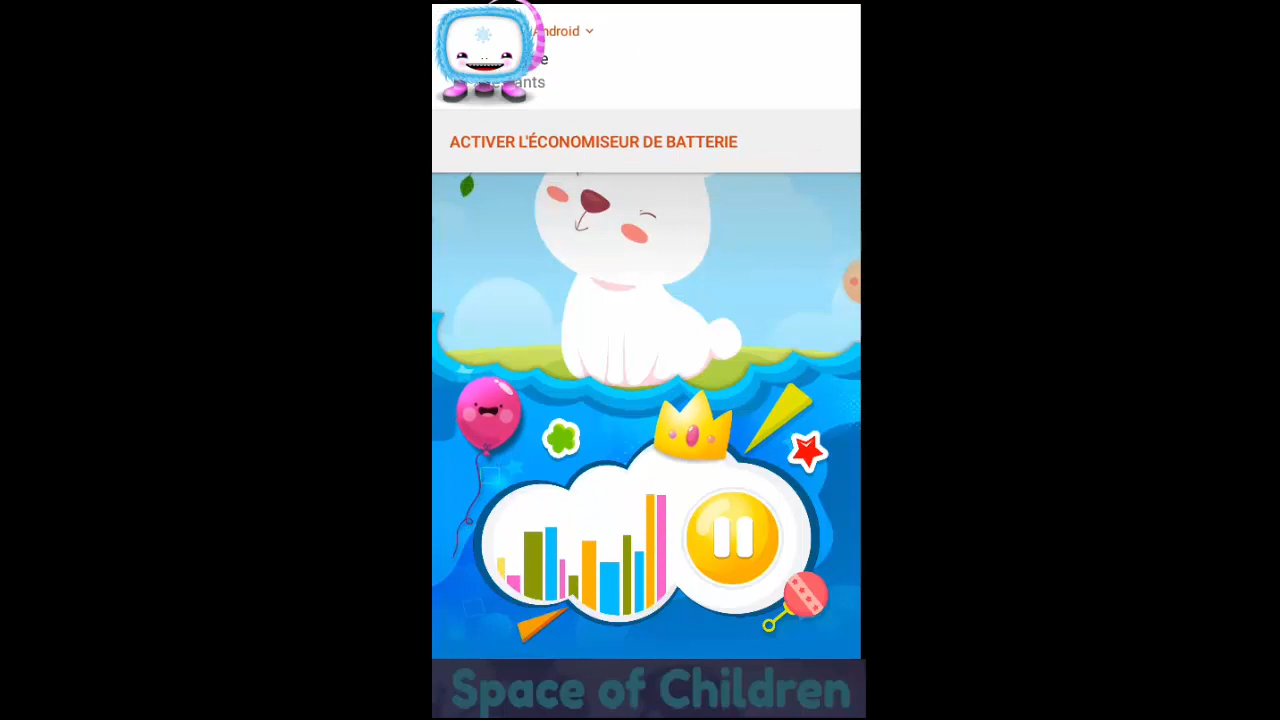 Android
ACTIVER L'ÉCONOMISEUR DE BATTERIE
Space of Children